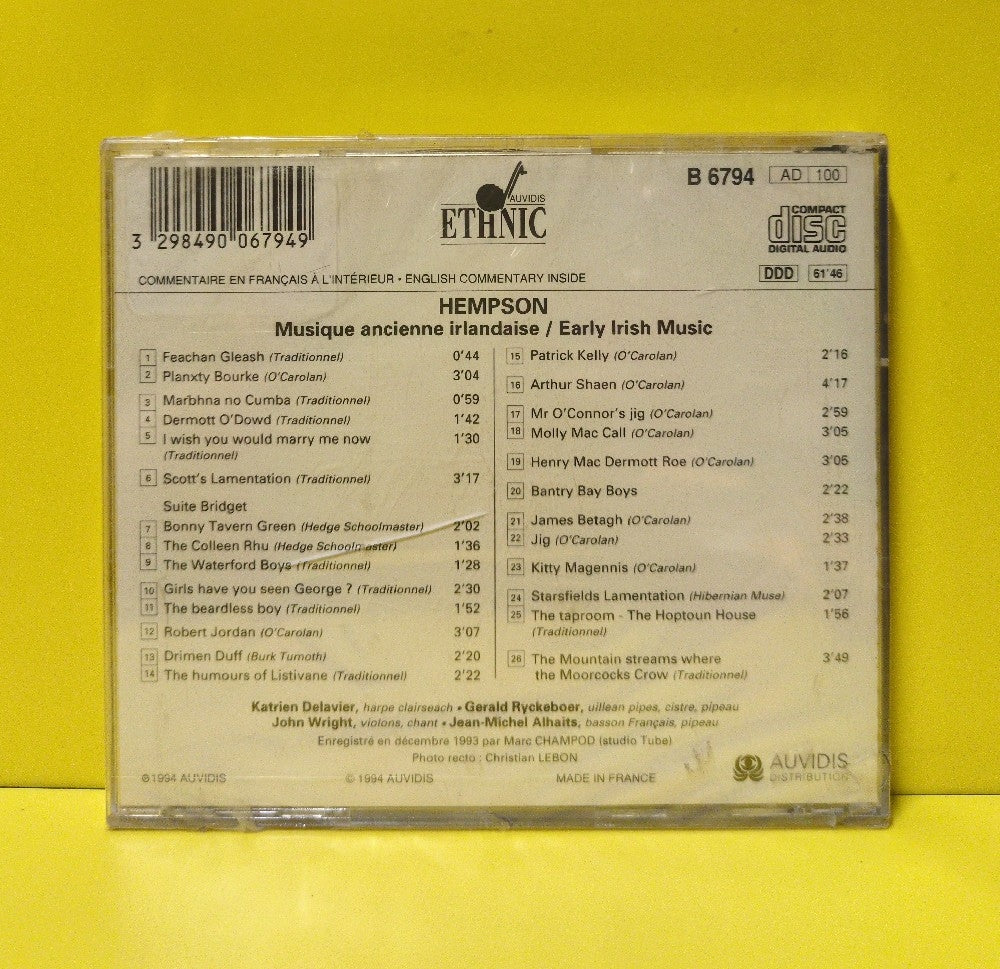 3 298490 067949
AUVIDIS
ETHNIC
B 6794 AD 100
COMPACT
disc
DIGITAL AUDIO
DDD 61'46
COMMENTAIRE EN FRANÇAIS À L'INTÉRIEUR • ENGLISH COMMENTARY INSIDE
HEMPSON
Musique ancienne irlandaise / Early Irish Music
1 Feachan Gleash (Traditionnel) 0'44
2 Planxty Bourke (O'Carolan) 3'04
3 Marbhna no Cumba (Traditionnel) 0'59
4 Dermott O'Dowd (Traditionnel) 1'42
5 I wish you would marry me now 1'30
(Traditionnel)
6 Scott's Lamentation (Traditionnel) 3'17
Suite Bridget
7 Bonny Tavern Green (Hedge Schoolmaster) 2'02
8 The Colleen Rhu (Hedge Schoolmaster) 1'36
9 The Waterford Boys (Traditionnel) 1'28
10 Girls have you seen George ? (Traditionnel) 2'30
11 The beardless boy (Traditionnel) 1'52
12 Robert Jordan (O'Carolan) 3'07
13 Drimen Duff (Burk Tumoth) 2'20
14 The humours of Listivane (Traditionnel) 2'22
15 Patrick Kelly (O'Carolan) 2'16
16 Arthur Shaen (O'Carolan) 4'17
17 Mr O'Connor's jig (O'Carolan) 2'59
18 Molly Mac Call (O'Carolan) 3'05
19 Henry Mac Dermott Roe (O'Carolan) 3'05
20 Bantry Bay Boys 2'22
21 James Betagh (O'Carolan) 2'38
22 Jig (O'Carolan) 2'33
23 Kitty Magennis (O'Carolan) 1'37
24 Starsfields Lamentation (Hibernian Muse) 2'07
25 The taproom - The Hoptoun House 1'56
(Traditionnel)
26 The Mountain streams where 3'49
the Moorcocks Crow (Traditionnel)
Katrien Delavier, harpe clairseach • Gerald Ryckeboer, uillean pipes, cistre, pipeau
John Wright, violons, chant • Jean-Michel Alhaits, basson Français, pipeau
Enregistré en décembre 1993 par Marc CHAMPOD (studio Tube)
Photo recto : Christian LEBON
℗1994 AUVIDIS © 1994 AUVIDIS MADE IN FRANCE
AUVIDIS
DISTRIBUTION